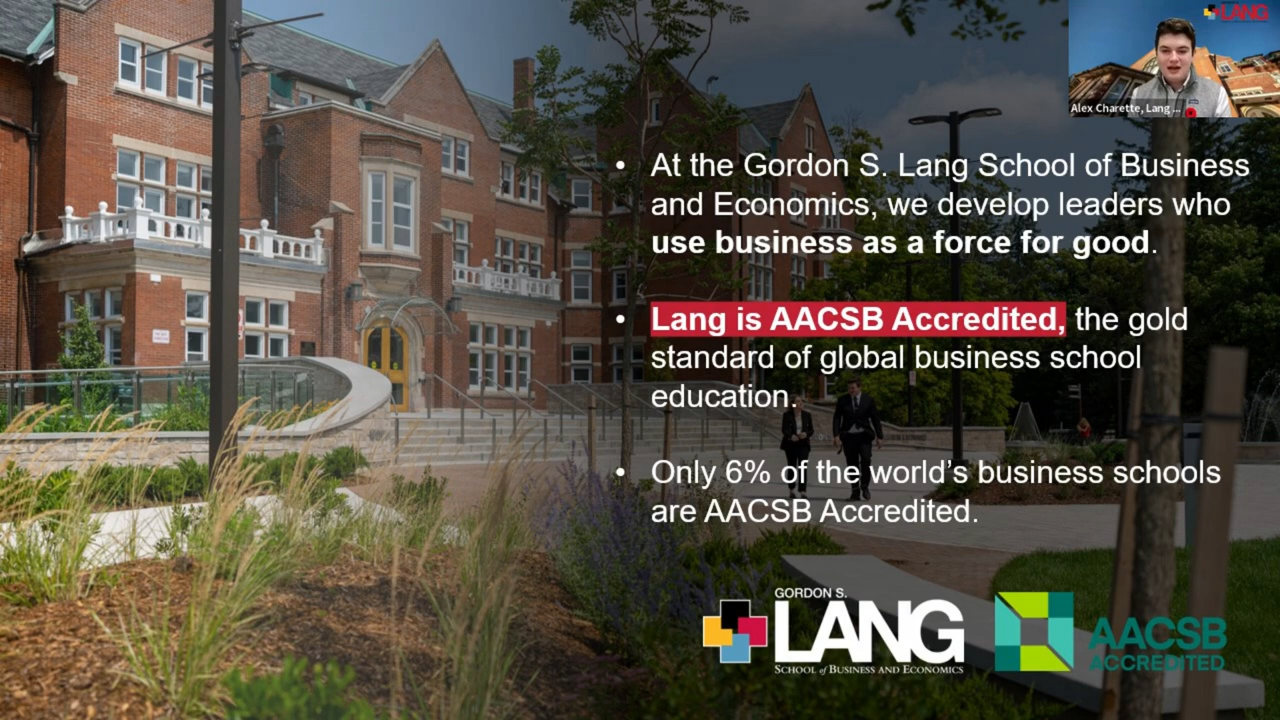 LANG
Alex Charette, Lang ...
• At the Gordon S. Lang School of Business
and Economics, we develop leaders who
use business as a force for good.
• Lang is AACSB Accredited, the gold
standard of global business school
education.
• Only 6% of the world’s business schools
are AACSB Accredited.
GORDON S.
LANG
SCHOOL of BUSINESS AND ECONOMICS
AACSB
ACCREDITED